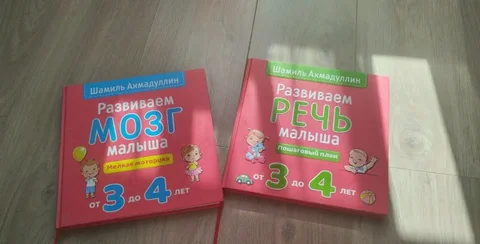 Шамиль Ахмадуллин
Развиваем
МОЗГ
малыша
Мелкая моторика
от 3 до 4 лет
Шамиль Ахмадуллин
Развиваем
РЕЧЬ
малыша
Пошаговый план
от 3 до 4 лет